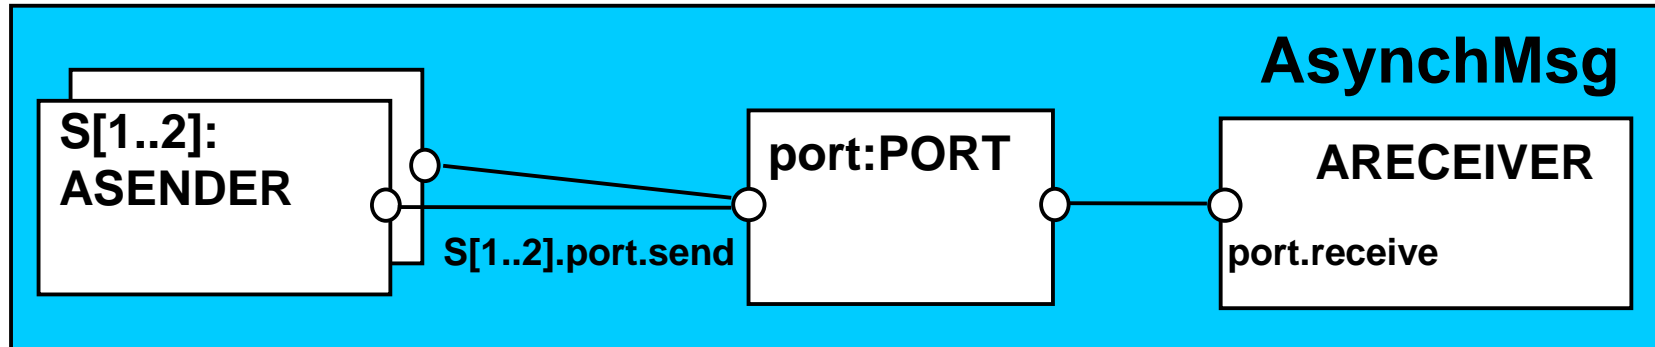 AsynchMsg
S[1..2]:
ASENDER
port:PORT
ARECEIVER
S[1..2].port.send
port.receive